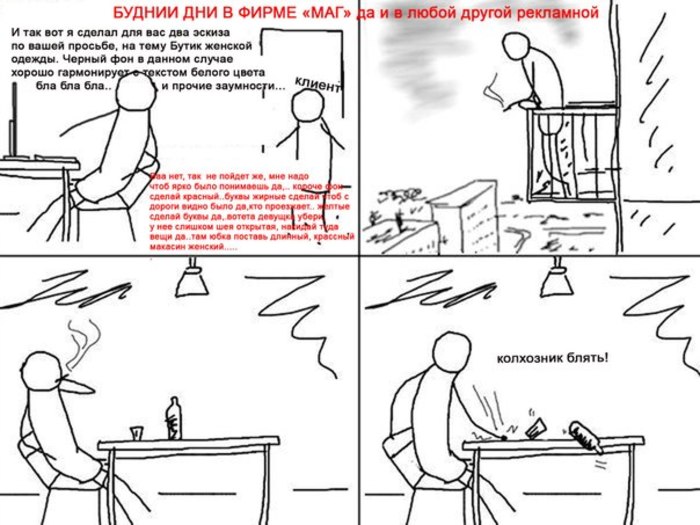 БУДНИИ ДНИ В ФИРМЕ «МАГ» да и в любой другой рекламной
И так вот я сделал для вас два эскиза
по вашей просьбе, на тему Бутик женской
одежды. Черный фон в данном случае
хорошо гармонирует с текстом белого цвета
бла бла бла.. и прочие заумности...
клиент
нет, так не пойдет же, мне надо
чтоб ярко было понимаешь да,.. короче фон
сделай красный..буквы жирные сделай чтоб с
дороги видно было да,кто проезжает.. желтые
сделай буквы да, вотета девушку убери
у нее слишком шея открытая, накидай туда
вещи да..там юбка поставь длинный, крассный
макасин женский.....
колхозник блять!